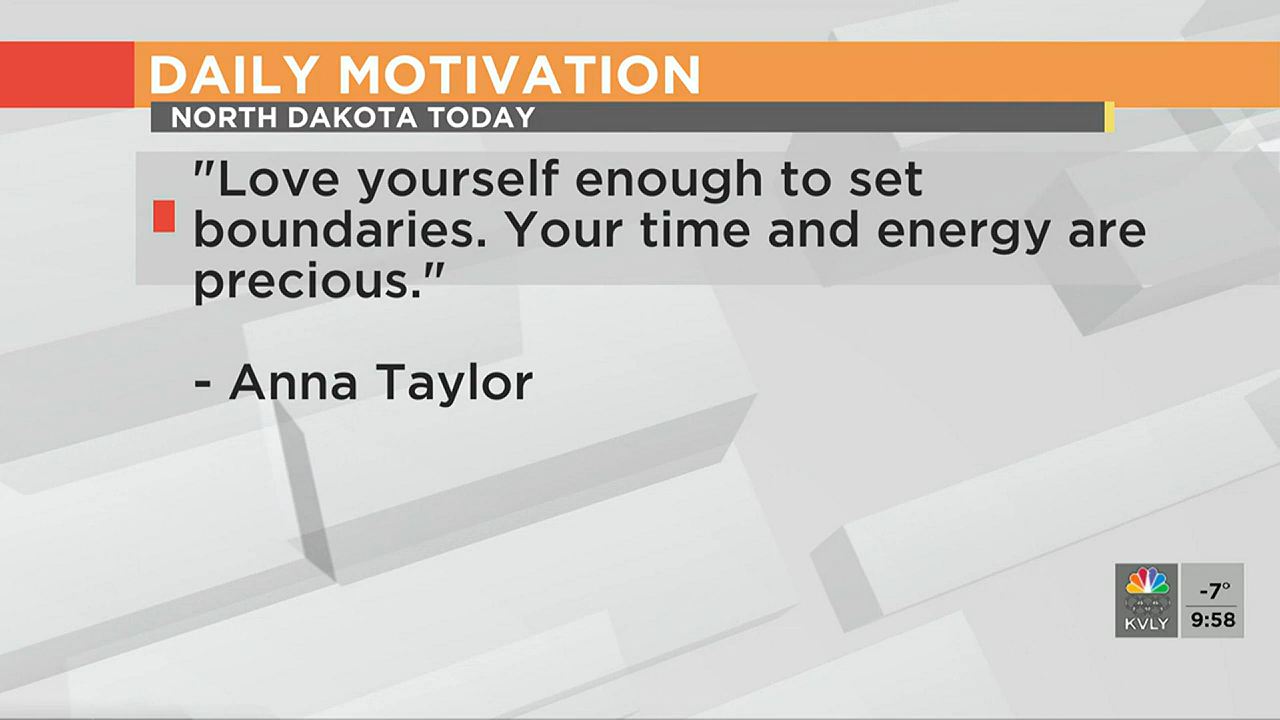 DAILY MOTIVATION
NORTH DAKOTA TODAY
"Love yourself enough to set
boundaries. Your time and energy are
precious."
- Anna Taylor
-7°
KVLY
9:58